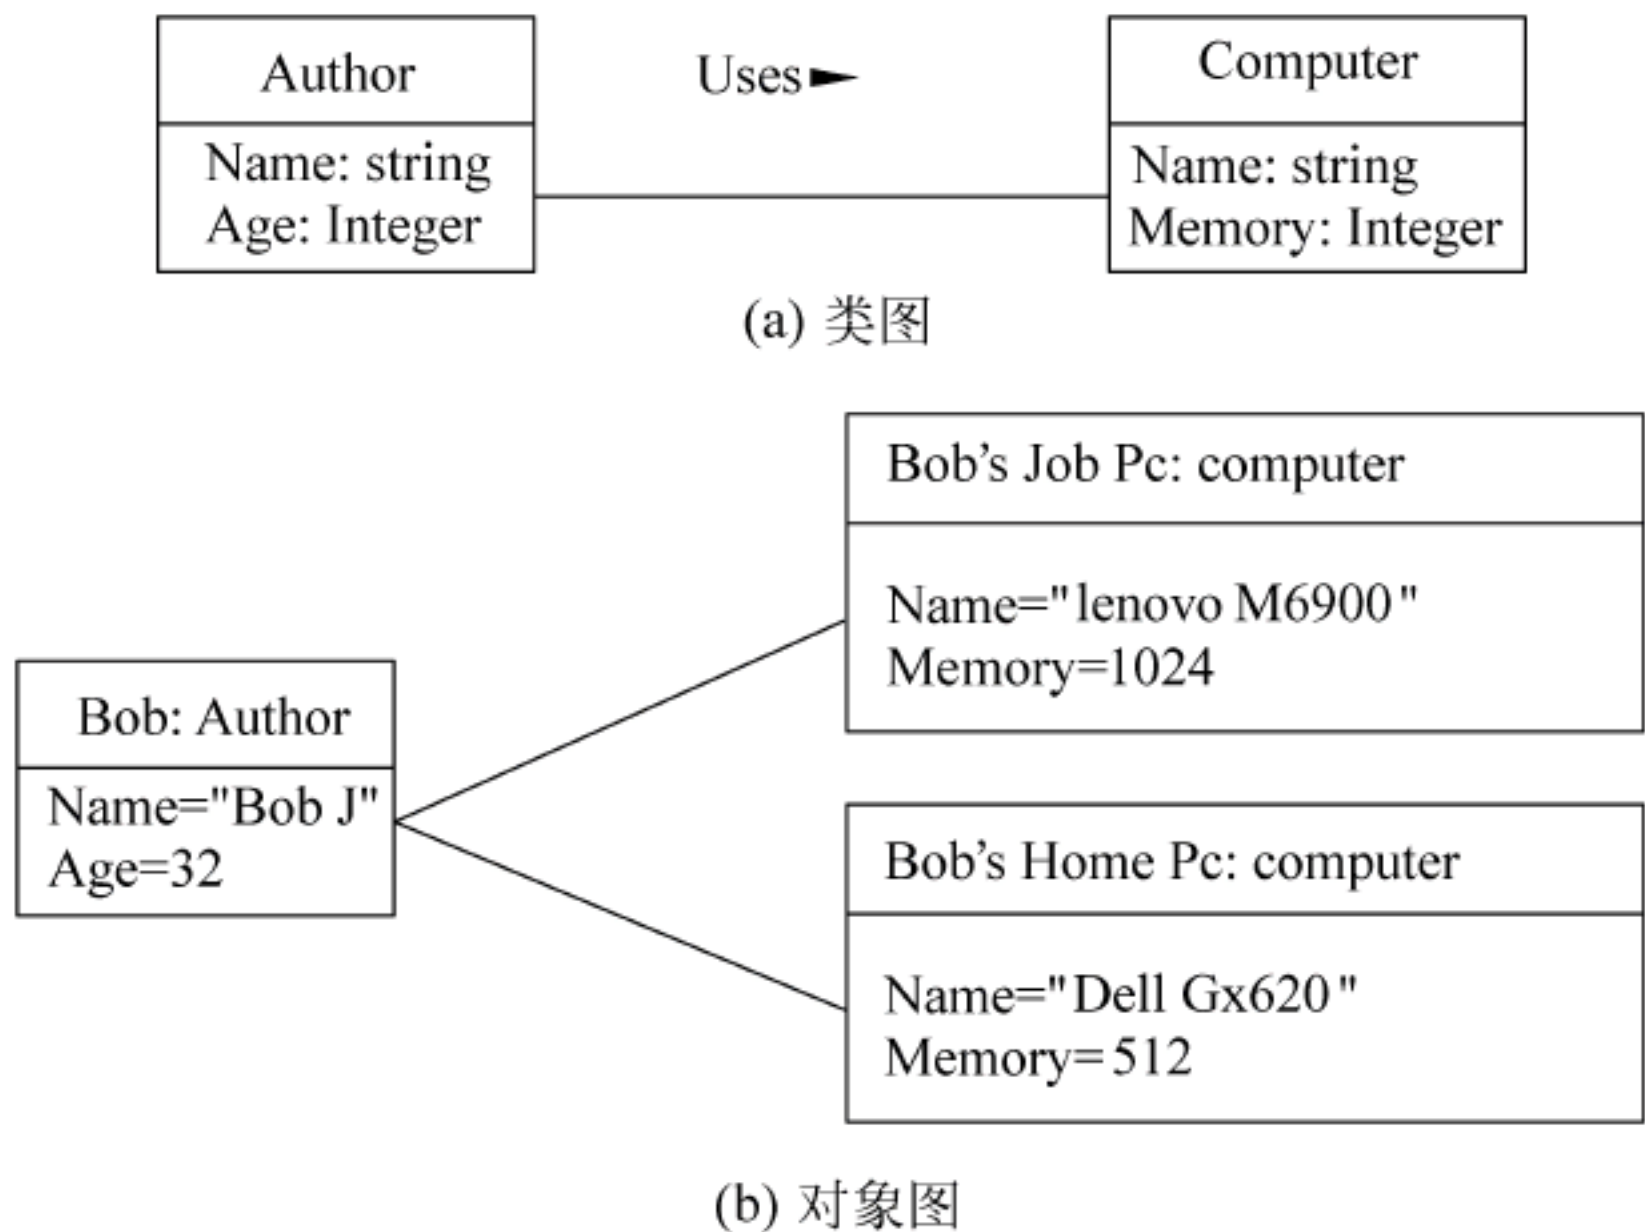 Author
Uses
Computer
Name: string
Age: Integer
Name: string
Memory: Integer
(a) 类图
Bob's Job Pc: computer
Name="lenovo M6900"
Memory=1024
Bob: Author
Name="Bob J"
Age=32
Bob's Home Pc: computer
Name="Dell Gx620"
Memory=512
(b) 对象图